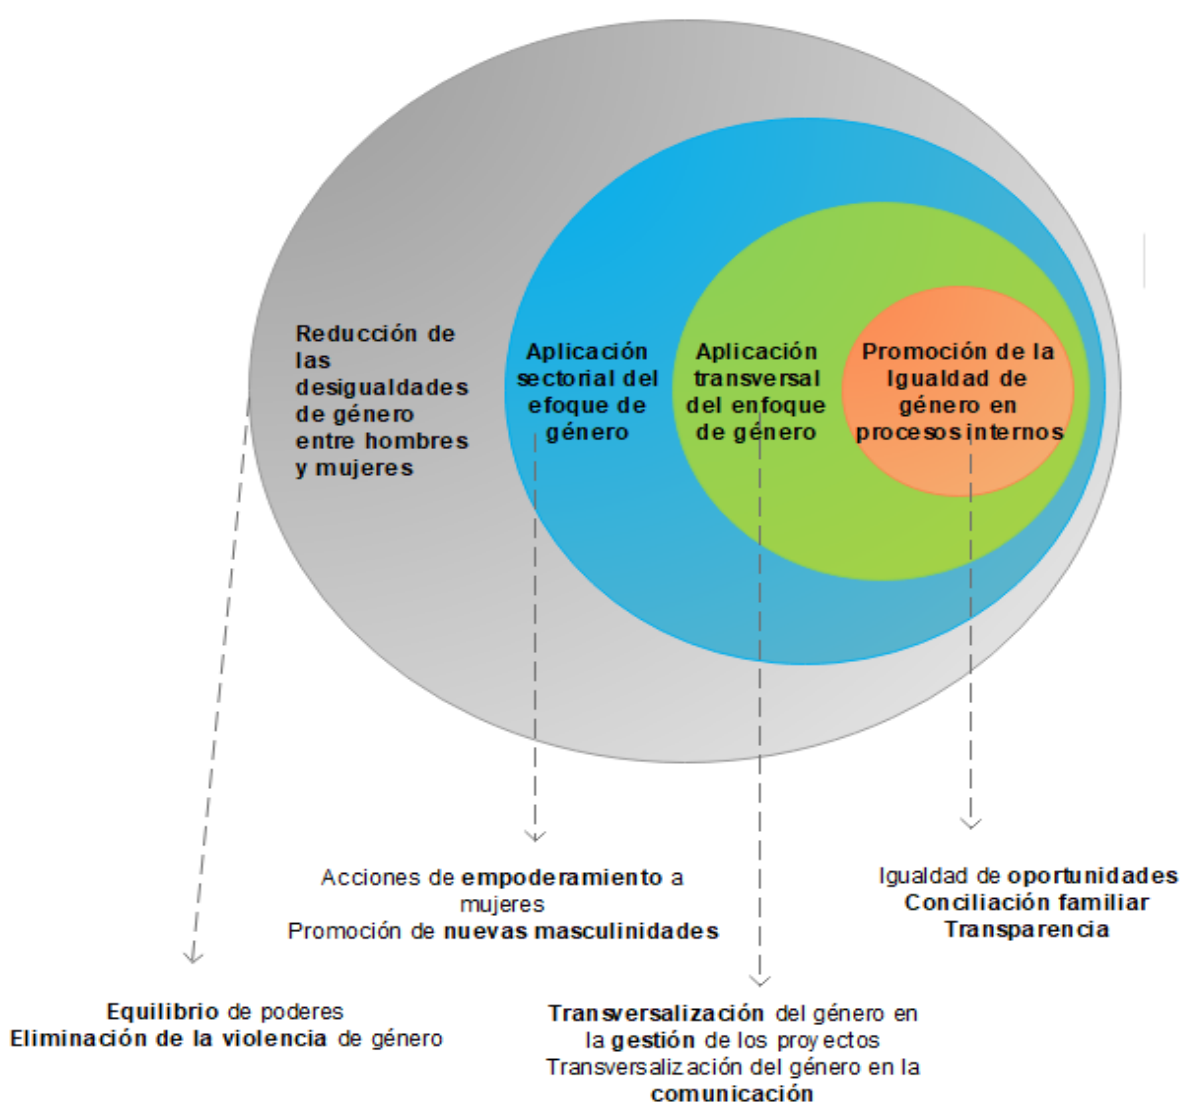 Reducción de
las
desigualdades
de género
entre hombres
y mujeres
Aplicación
sectorial del
efoque de
género
Aplicación
transversal
del enfoque
de género
Promoción de la
Igualdad de
género en
procesos internos
Acciones de empoderamiento a
mujeres
Promoción de nuevas masculinidades
Igualdad de oportunidades
Conciliación familiar
Transparencia
Equilibrio de poderes
Eliminación de la violencia de género
Transversalización del género en
la gestión de los proyectos
Transversalización del género en la
comunicación